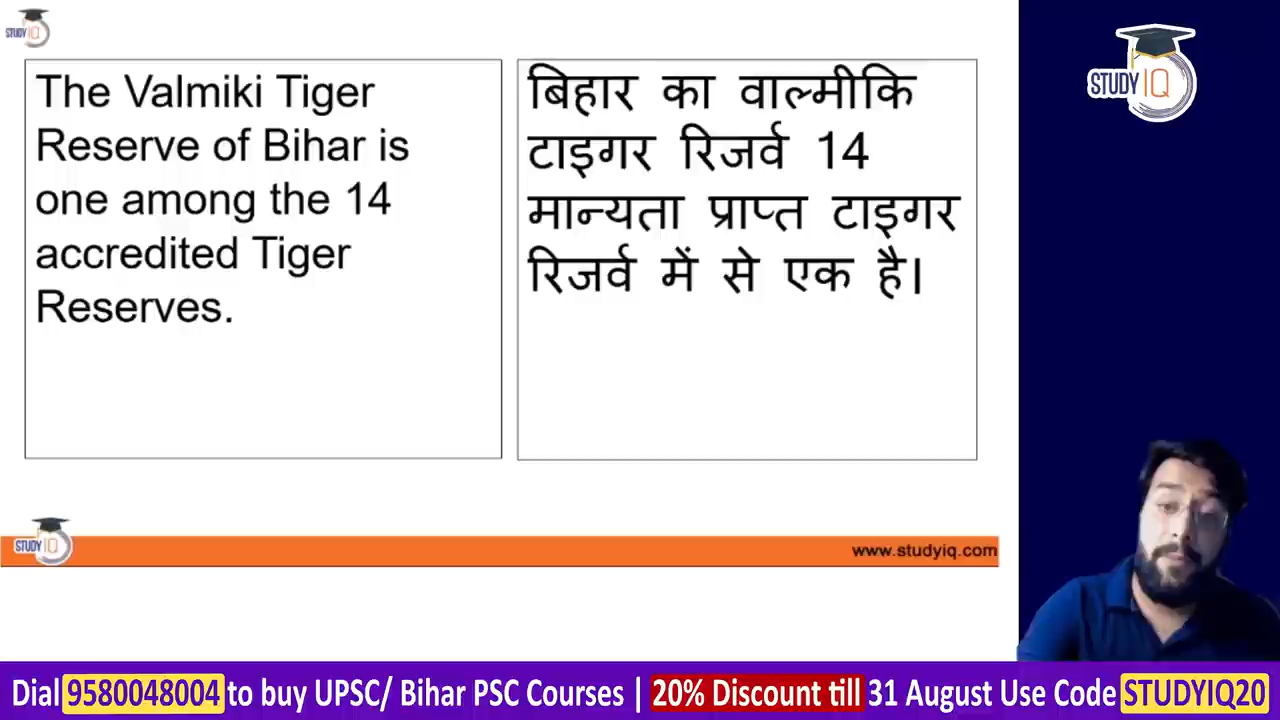 STUDY IQ
The Valmiki Tiger
Reserve of Bihar is
one among the 14
accredited Tiger
Reserves.
बिहार का वाल्मीकि
टाइगर रिजर्व 14
मान्यता प्राप्त टाइगर
रिजर्व में से एक है।
STUDY IQ
STUDY IQ
www.studyiq.com
Dial 9580048004 to buy UPSC/ Bihar PSC Courses | 20% Discount till 31 August Use Code STUDYIQ20